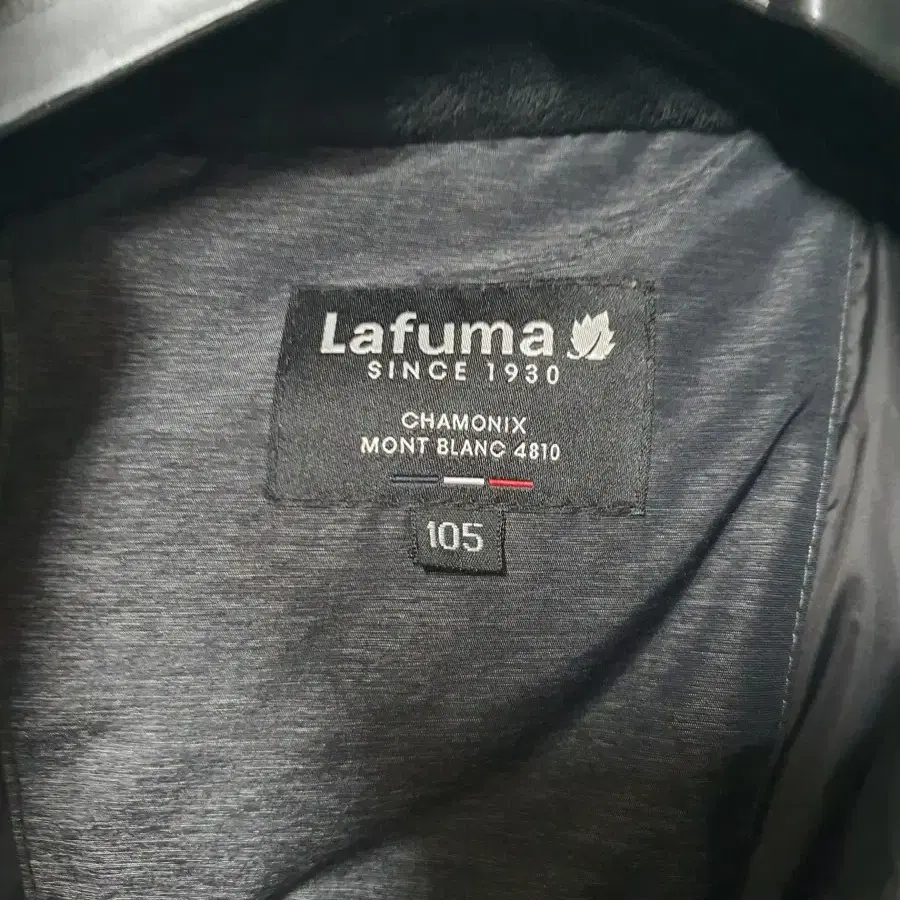 Lafuma
SINCE 1930
CHAMONIX
MONT BLANC 4810
105